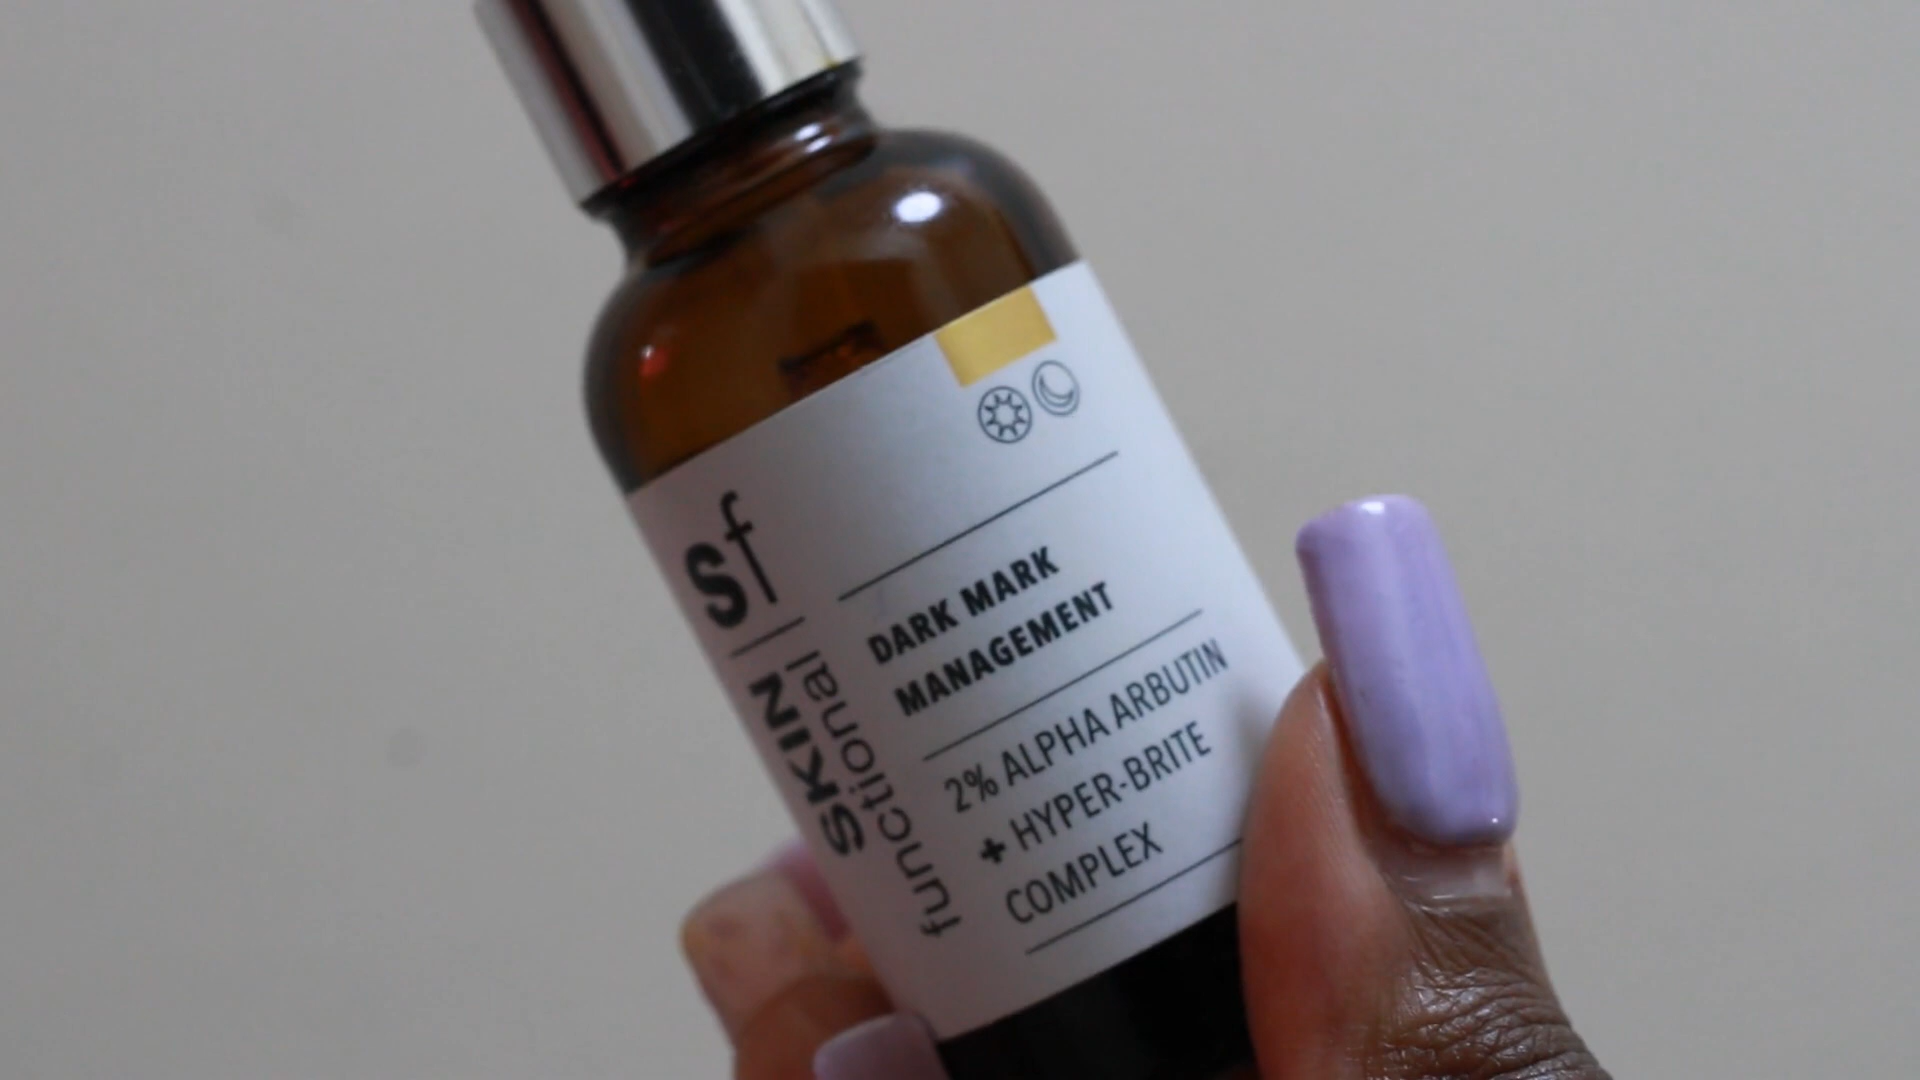 sf
SKIN
functional
DARK MARK
MANAGEMENT
2% ALPHA ARBUTIN
+ HYPER-BRITE
COMPLEX